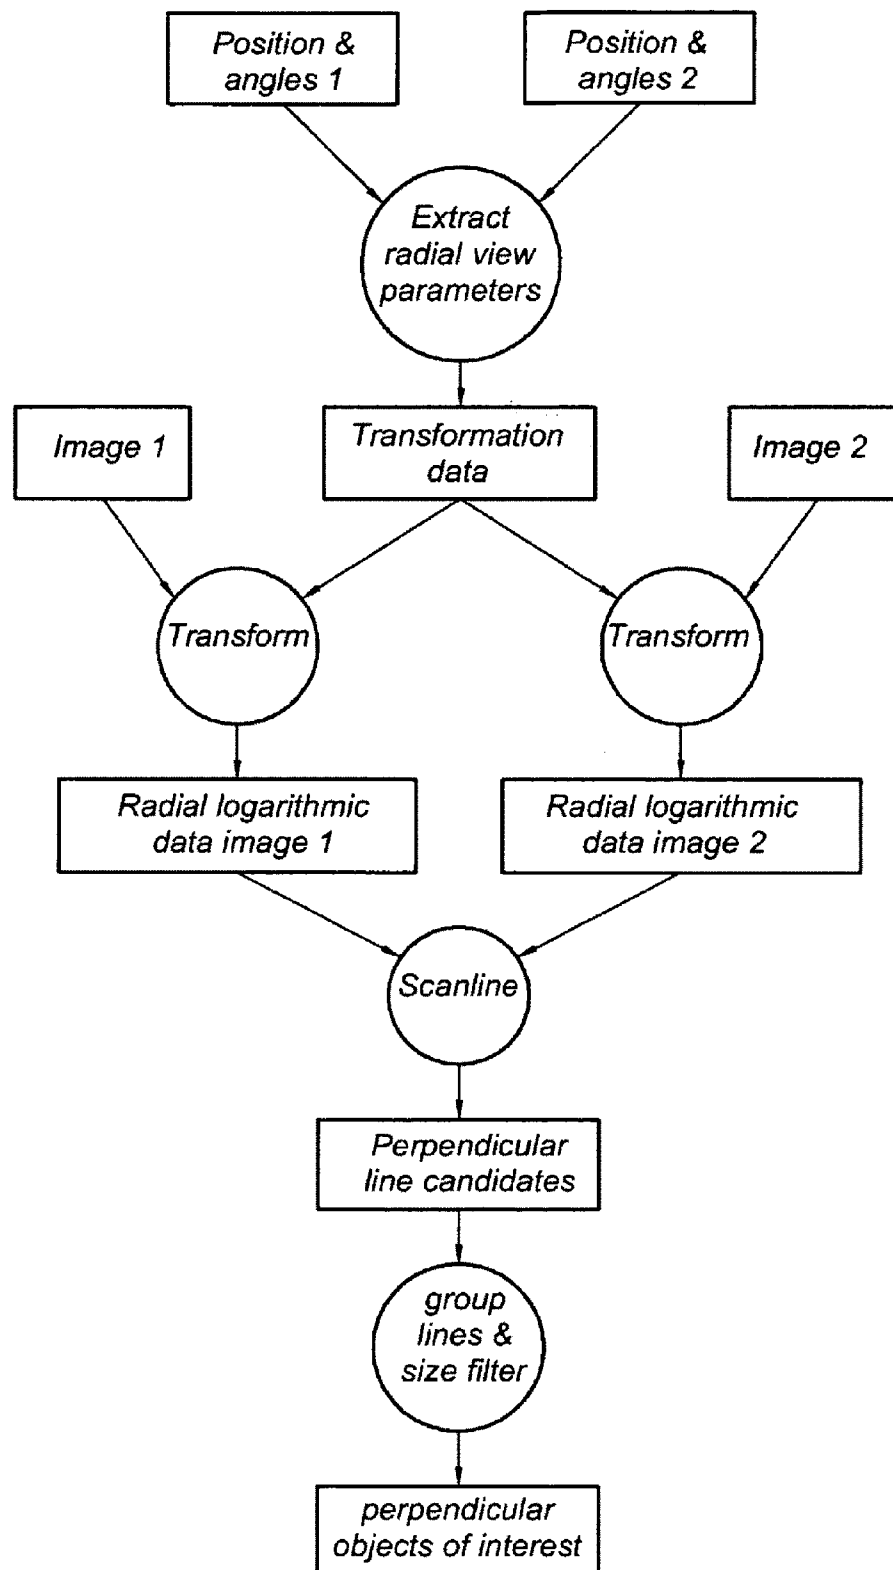 Position &
angles 1
Position &
angles 2
Extract
radial view
parameters
Image 1
Transformation
data
Image 2
Transform
Transform
Radial logarithmic
data image 1
Radial logarithmic
data image 2
Scanline
Perpendicular
line candidates
group
lines &
size filter
perpendicular
objects of interest